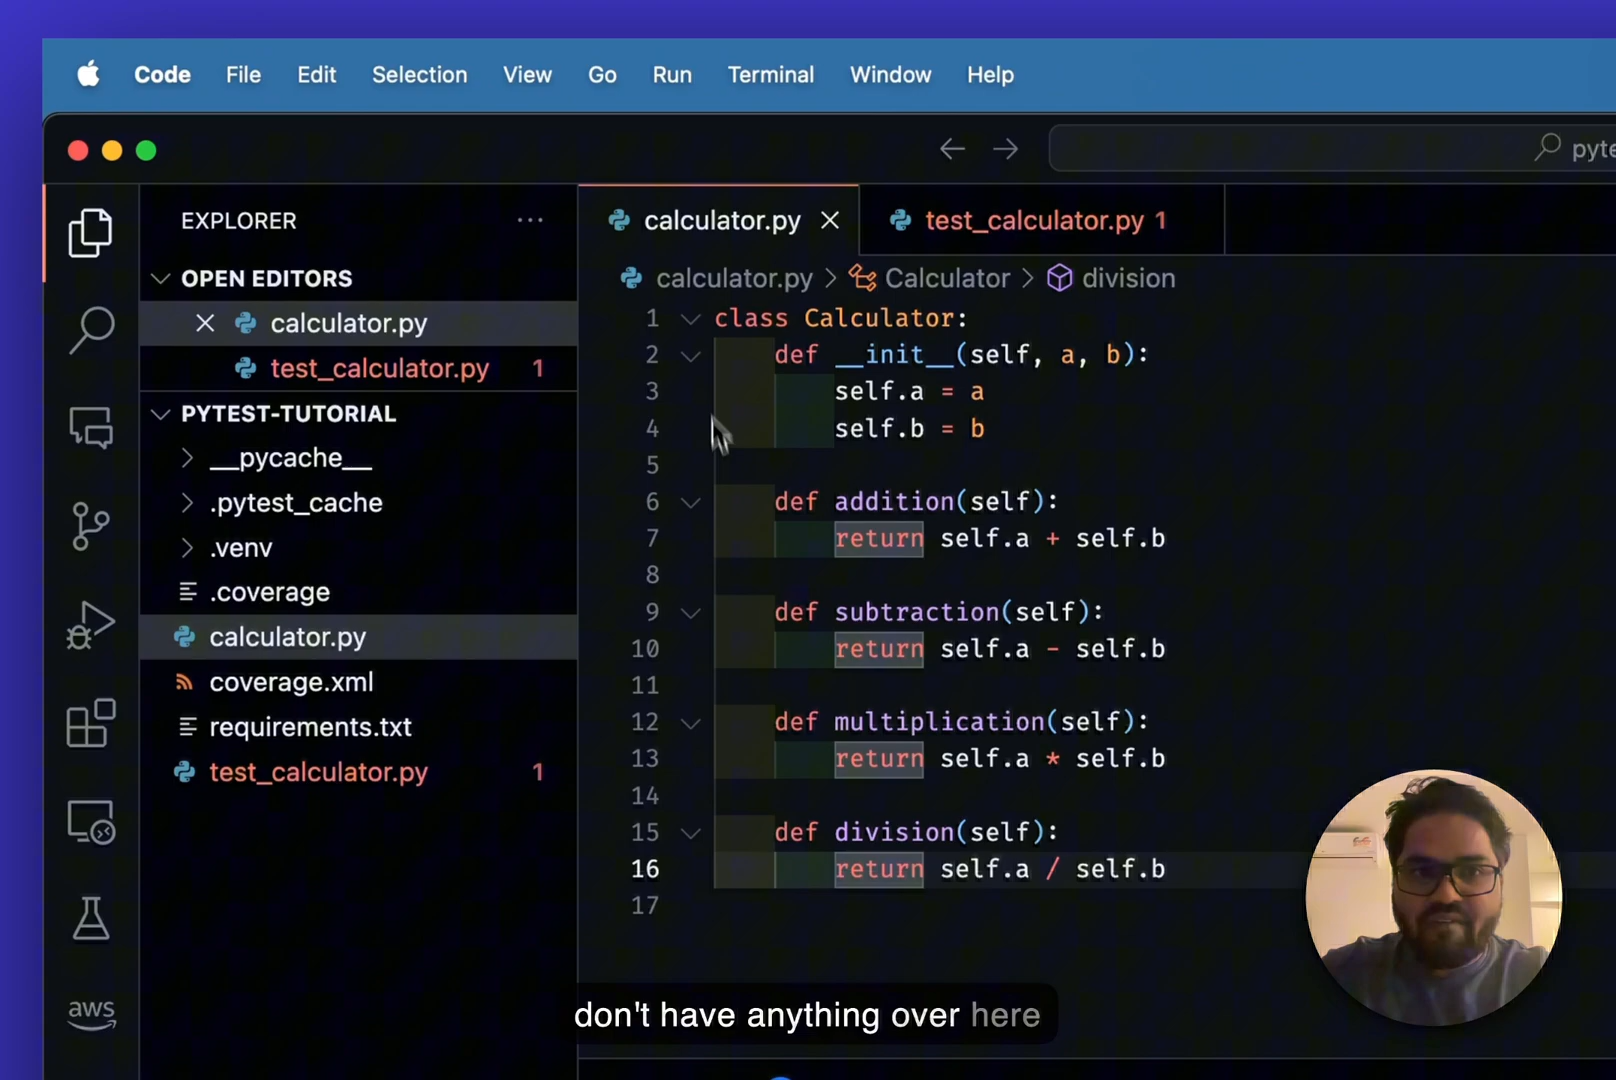 Code File Edit Selection View Go Run Terminal Window Help
pyte
EXPLORER
OPEN EDITORS
calculator.py
test_calculator.py 1
PYTEST-TUTORIAL
__pycache__
.pytest_cache
.venv
.coverage
calculator.py
coverage.xml
requirements.txt
test_calculator.py 1
aws
calculator.py test_calculator.py 1
calculator.py > Calculator > division
1 class Calculator:
2 def __init__(self, a, b):
3 self.a = a
4 self.b = b
5
6 def addition(self):
7 return self.a + self.b
8
9 def subtraction(self):
10 return self.a - self.b
11
12 def multiplication(self):
13 return self.a * self.b
14
15 def division(self):
16 return self.a / self.b
17
don't have anything over here